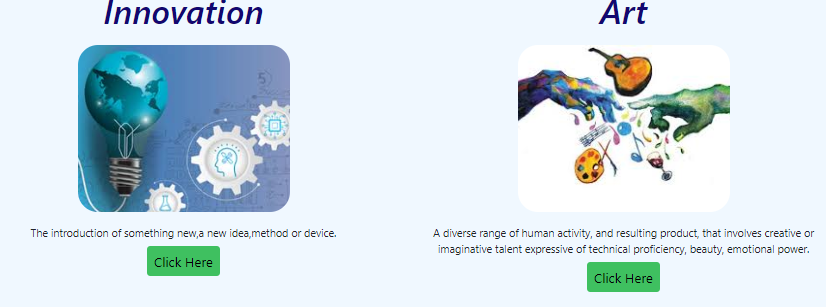 Innovation
Art
The introduction of something new,a new idea,method or device.
Click Here
A diverse range of human activity, and resulting product, that involves creative or
imaginative talent expressive of technical proficiency, beauty, emotional power.
Click Here